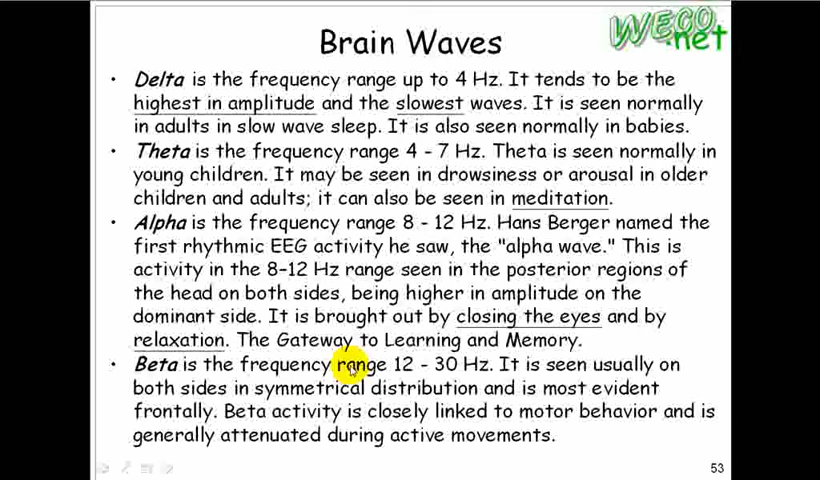 WECO
.net
Brain Waves
• Delta is the frequency range up to 4 Hz. It tends to be the
highest in amplitude and the slowest waves. It is seen normally
in adults in slow wave sleep. It is also seen normally in babies.
• Theta is the frequency range 4 - 7 Hz. Theta is seen normally in
young children. It may be seen in drowsiness or arousal in older
children and adults; it can also be seen in meditation.
• Alpha is the frequency range 8 - 12 Hz. Hans Berger named the
first rhythmic EEG activity he saw, the "alpha wave." This is
activity in the 8–12 Hz range seen in the posterior regions of
the head on both sides, being higher in amplitude on the
dominant side. It is brought out by closing the eyes and by
relaxation. The Gateway to Learning and Memory.
• Beta is the frequency range 12 - 30 Hz. It is seen usually on
both sides in symmetrical distribution and is most evident
frontally. Beta activity is closely linked to motor behavior and is
generally attenuated during active movements.
53